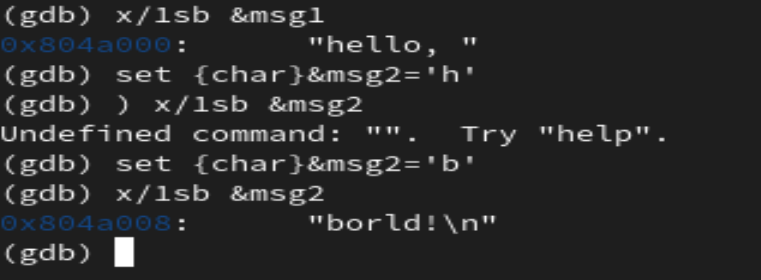 (gdb) x/1sb &msg1
0x804a000:      "hello, "
(gdb) set {char}&msg2='h'
(gdb) ) x/1sb &msg2
Undefined command: "".  Try "help".
(gdb) set {char}&msg2='b'
(gdb) x/1sb &msg2
0x804a008:      "borld!\n"
(gdb)